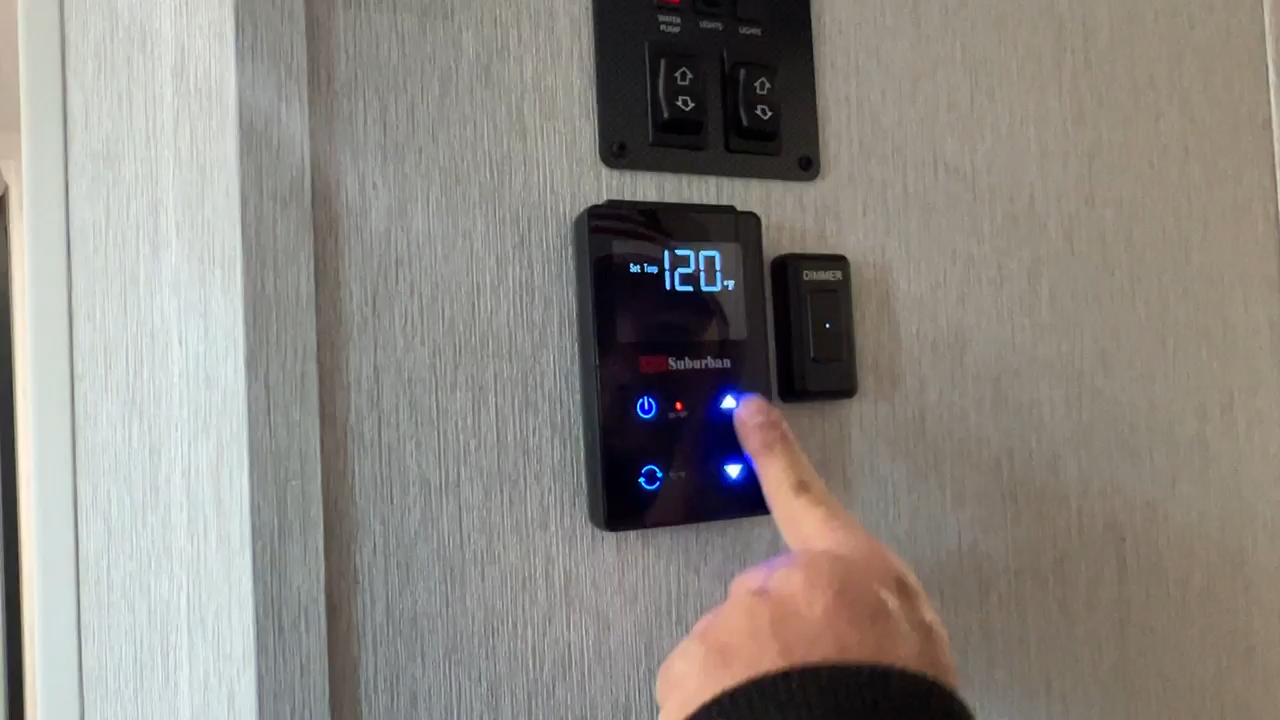 WATER
PUMP
LIGHTS
LIGHTS
Set Temp 120 °F
Suburban
DIMMER